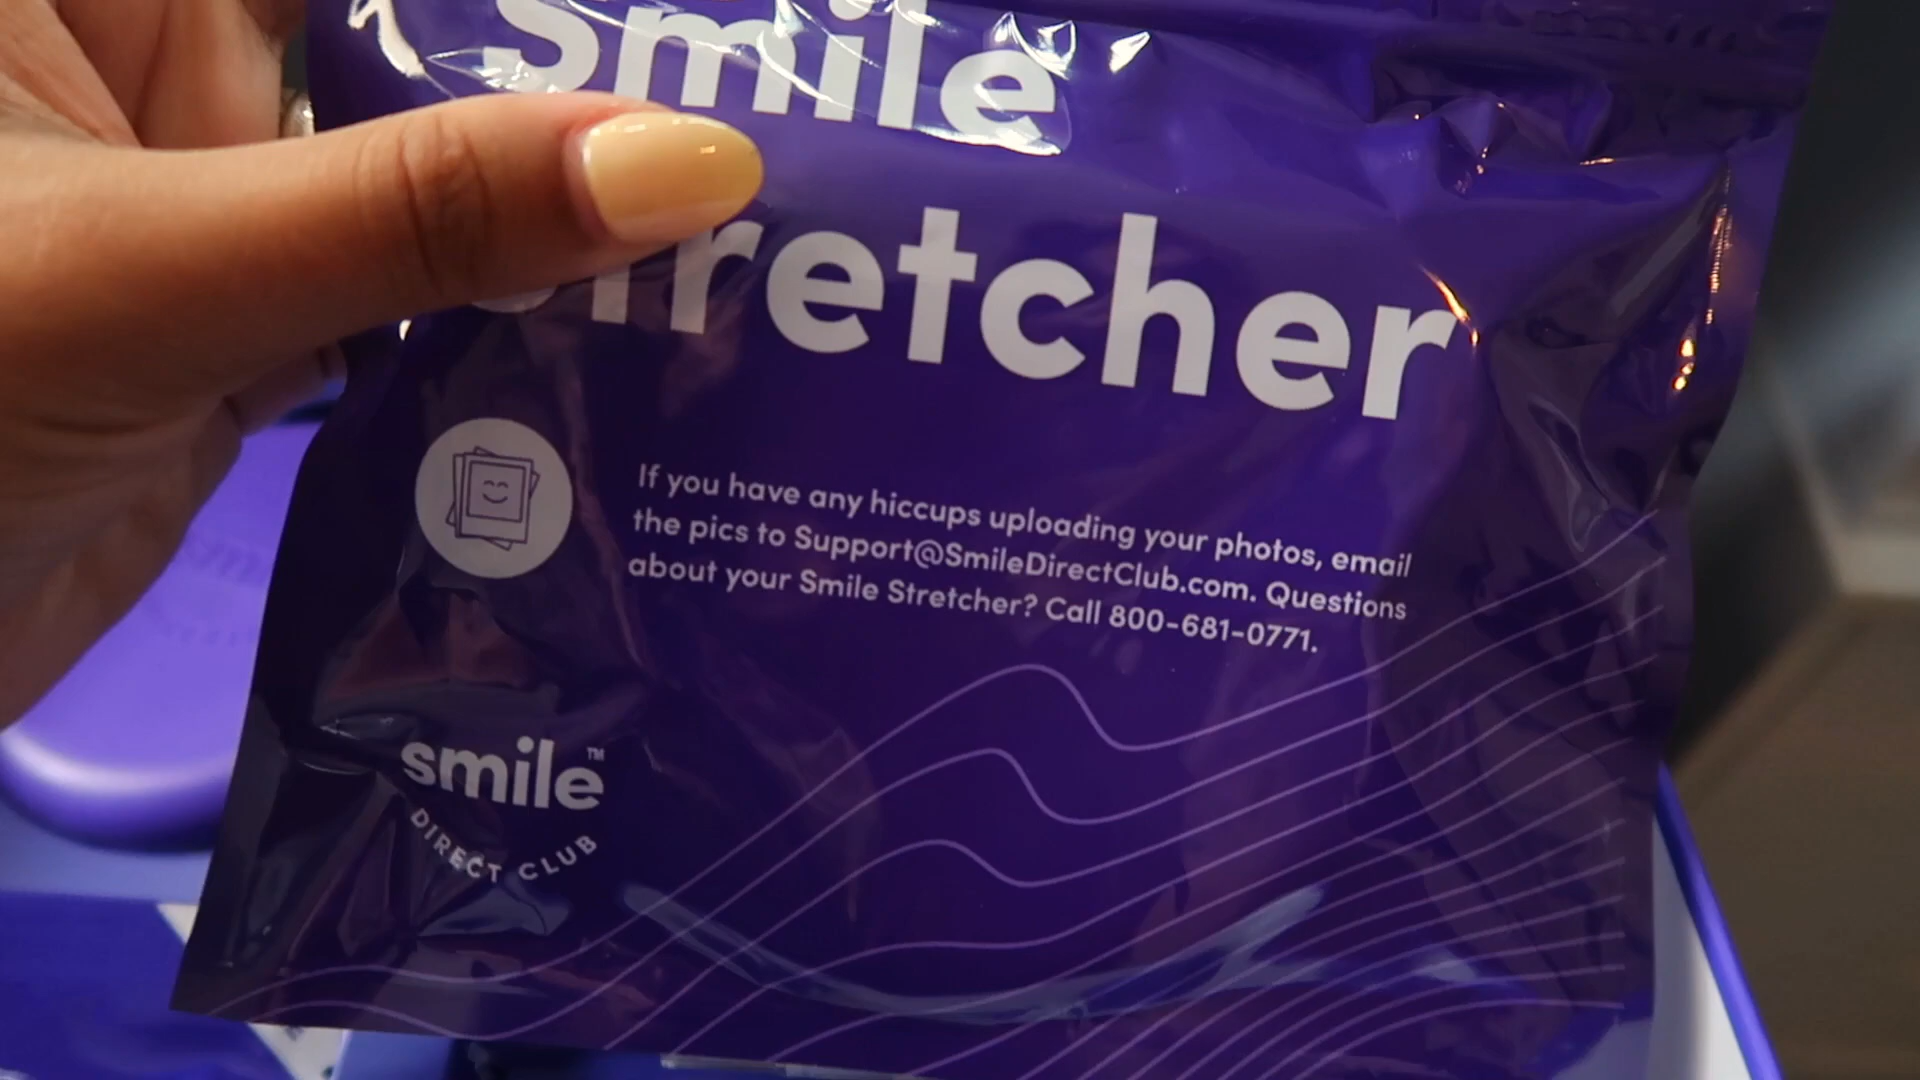 Smile
Stretcher
If you have any hiccups uploading your photos, email
the pics to Support@SmileDirectClub.com. Questions
about your Smile Stretcher? Call 800-681-0771.
smile™
DIRECT CLUB